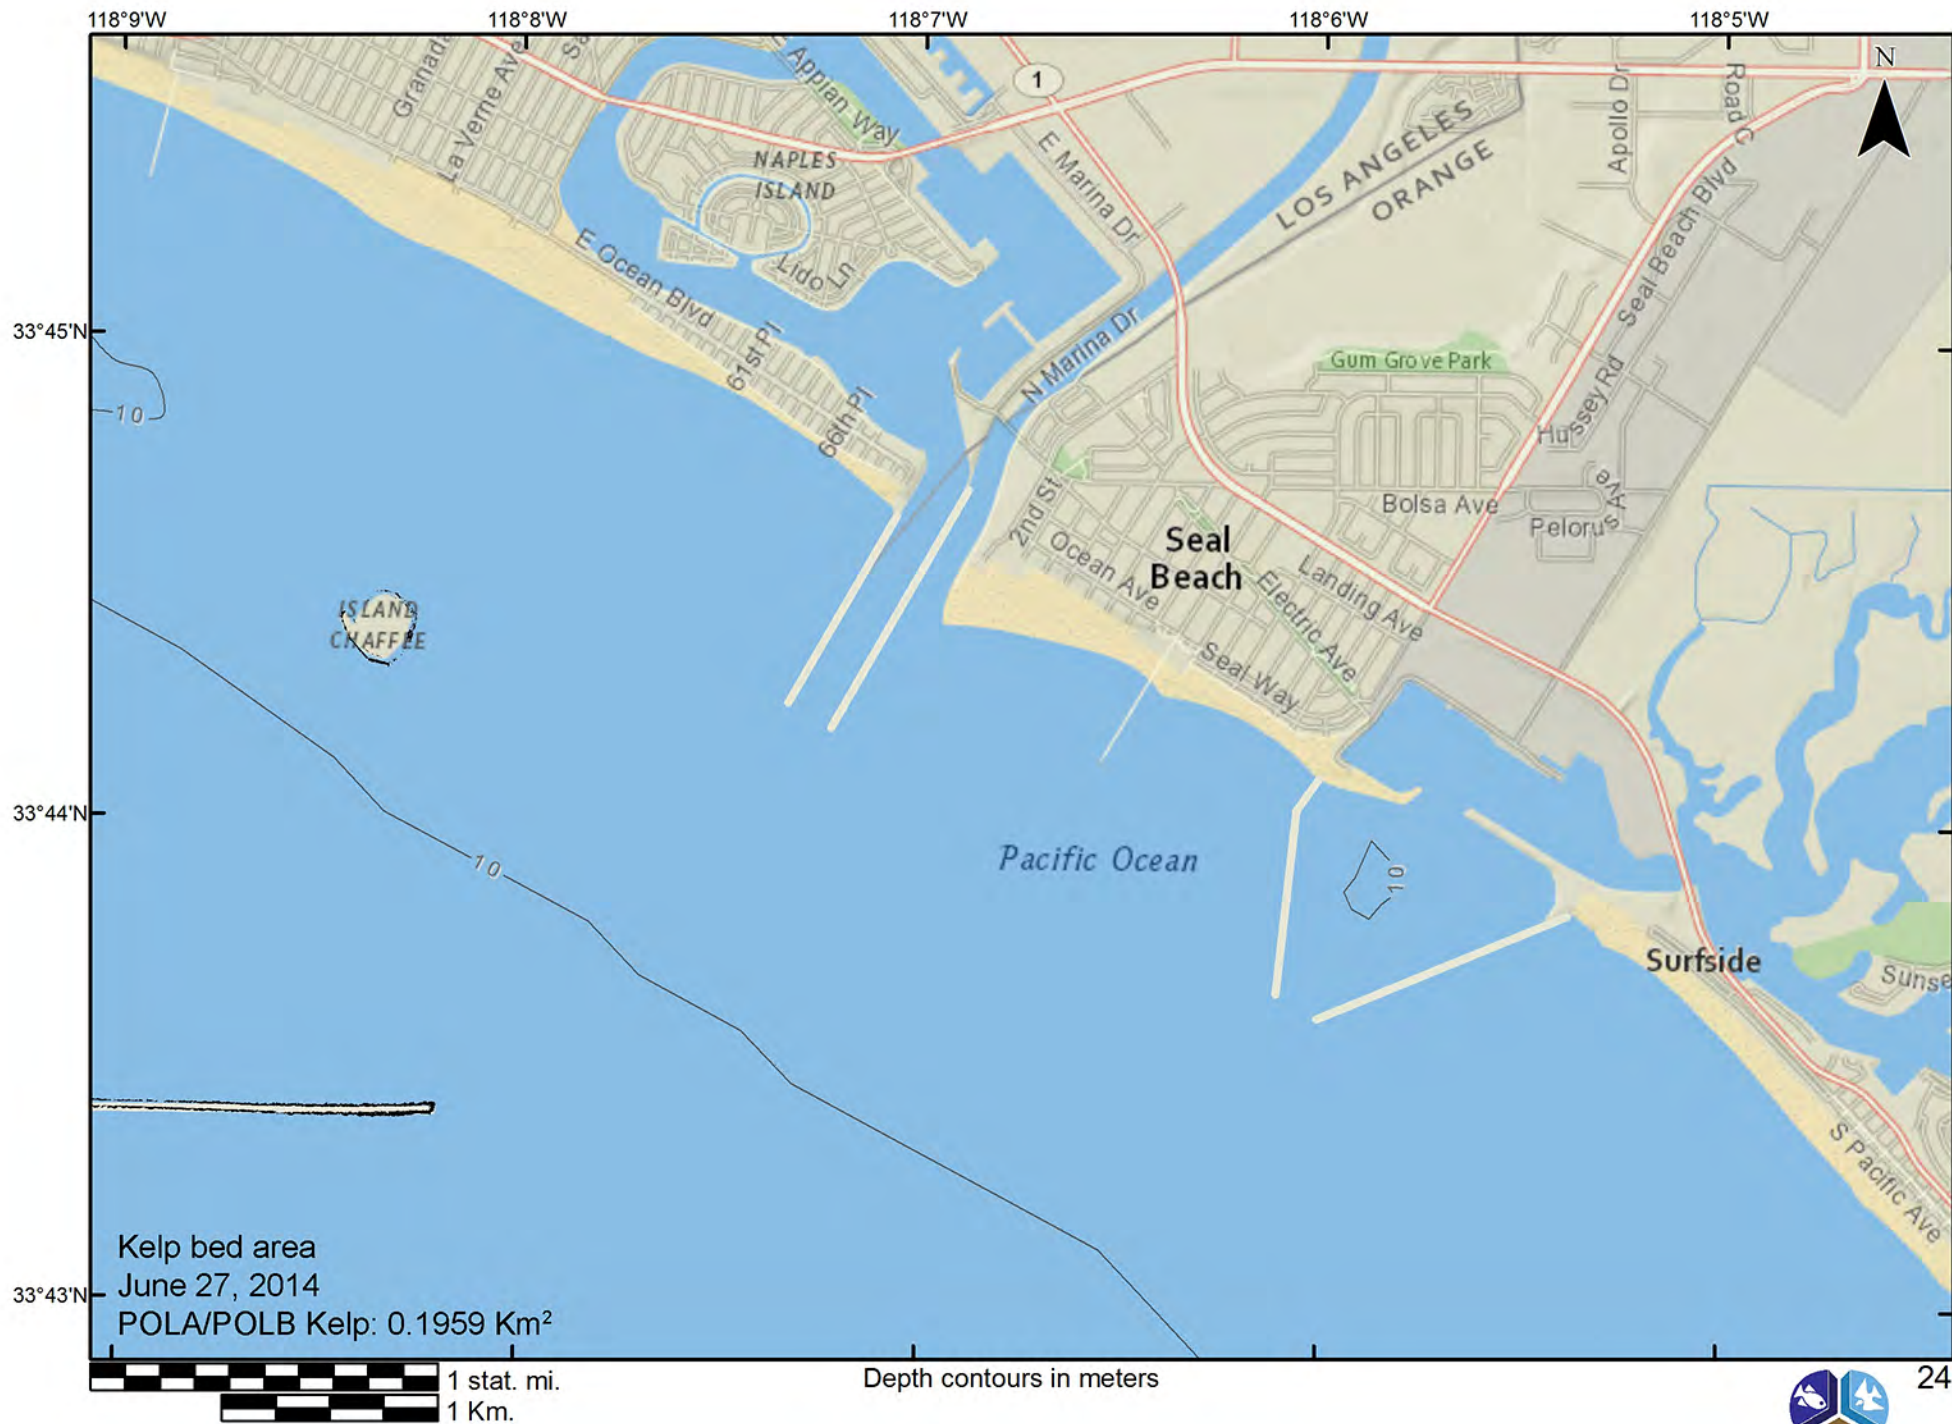 118°9'W 118°8'W 118°7'W 118°6'W 118°5'W
N
1
Granada
La Verne Ave
E Appian Way
NAPLES
ISLAND
E Marina Dr
LOS ANGELES
ORANGE
Apollo Dr
Road C
Seal Beach Blvd
E Ocean Blvd
Lido Ln
33°45'N
61st Pl
66th Pl
N Marina Dr
Gum Grove Park
Hussey Rd
10
2nd St
Bolsa Ave
Pelorus Ave
Seal
Beach
Ocean Ave
Electric Ave
Landing Ave
Seal Way
ISLAND
CHAFFEE
33°44'N
10
Pacific Ocean
10
Surfside
Sunse
S Pacific Ave
33°43'N
Kelp bed area
June 27, 2014
POLA/POLB Kelp: 0.1959 Km²
1 stat. mi.
1 Km.
Depth contours in meters
24